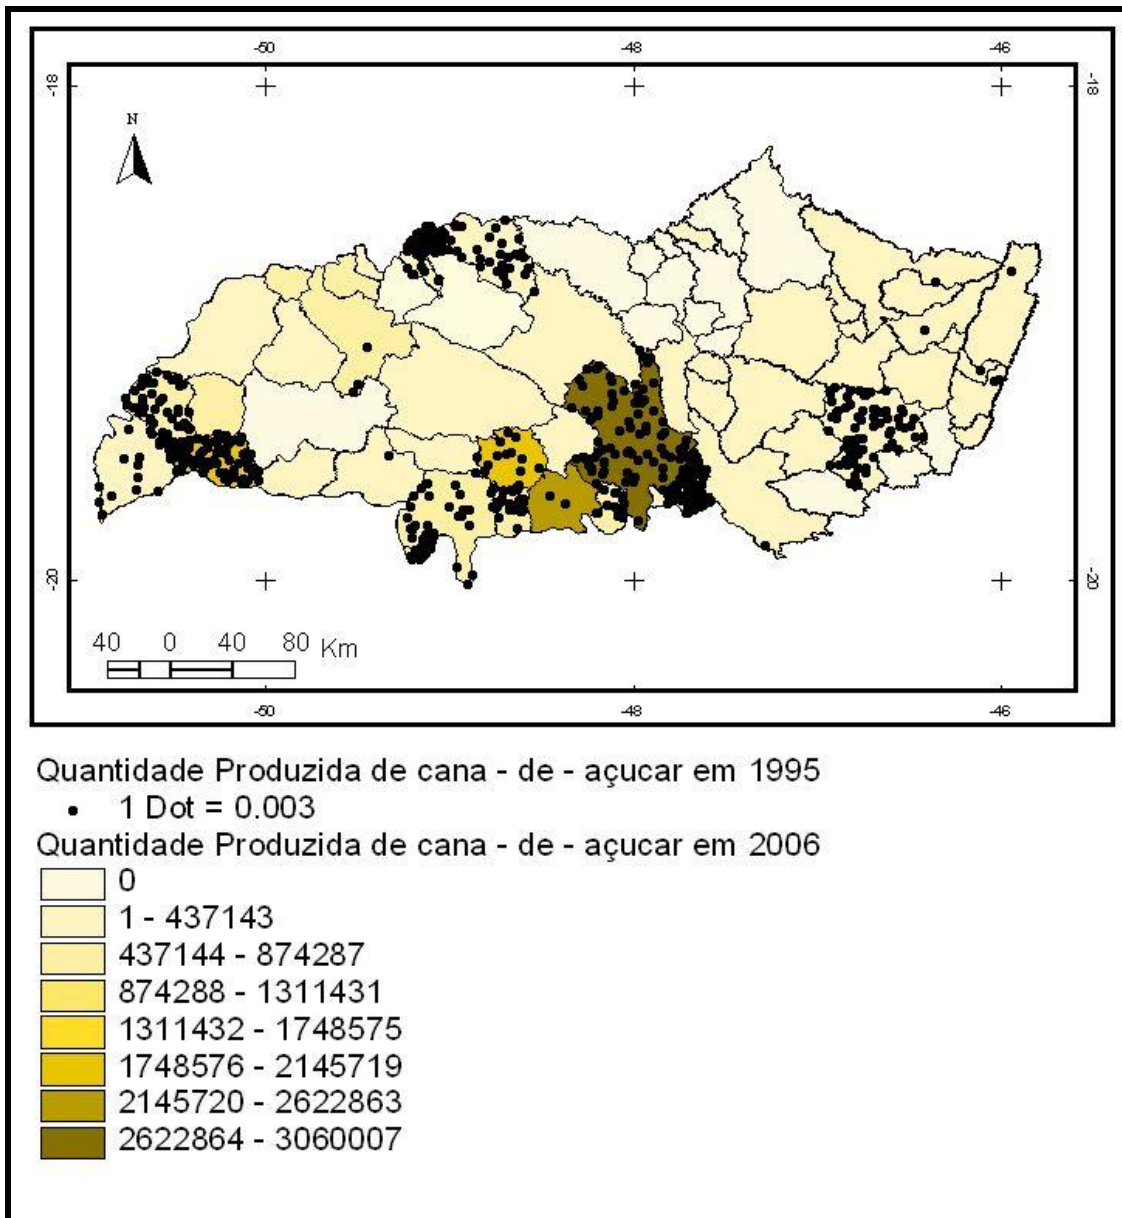 -50 -48 -46
-18 -18
N
-20 -20
40 0 40 80 Km
-50 -48 -46
Quantidade Produzida de cana - de - açucar em 1995
1 Dot = 0.003
Quantidade Produzida de cana - de - açucar em 2006
0
1 - 437143
437144 - 874287
874288 - 1311431
1311432 - 1748575
1748576 - 2145719
2145720 - 2622863
2622864 - 3060007